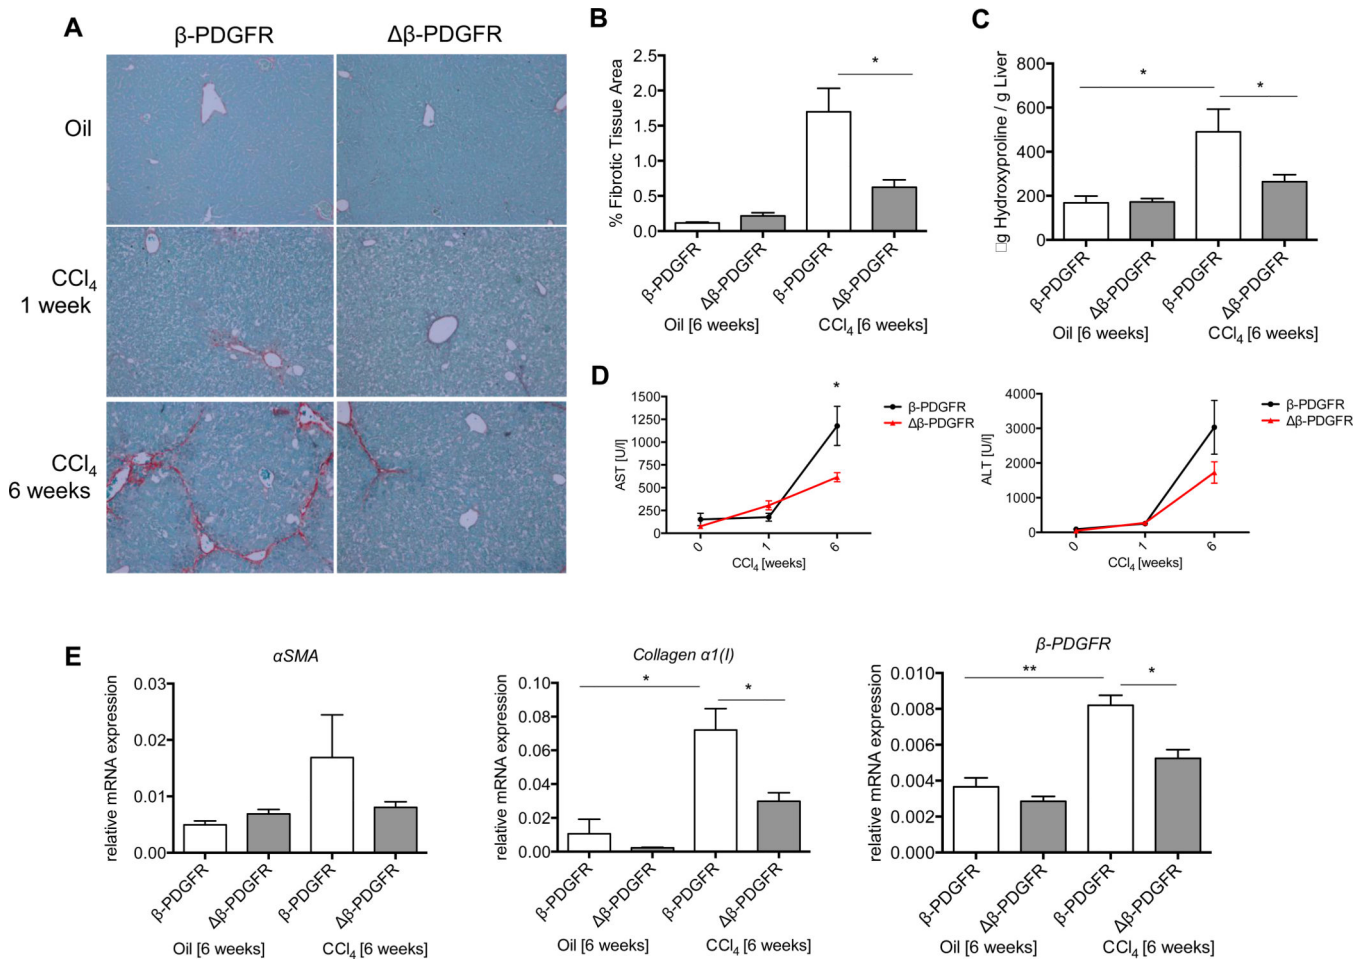 A
β-PDGFR
Δβ-PDGFR
Oil
CCl4
1 week
CCl4
6 weeks
B
% Fibrotic Tissue Area
2.5
2.0
1.5
1.0
0.5
0.0
*
β-PDGFR
Δβ-PDGFR
β-PDGFR
Δβ-PDGFR
Oil [6 weeks]
CCl4 [6 weeks]
C
□g Hydroxyproline / g Liver
800
600
400
200
0
*
*
β-PDGFR
Δβ-PDGFR
β-PDGFR
Δβ-PDGFR
Oil [6 weeks]
CCl4 [6 weeks]
D
AST [U/l]
1500
1250
1000
750
500
250
0
*
0
1
6
CCl4 [weeks]
β-PDGFR
Δβ-PDGFR
ALT [U/l]
4000
3000
2000
1000
0
0
1
6
CCl4 [weeks]
β-PDGFR
Δβ-PDGFR
E
αSMA
relative mRNA expression
0.03
0.02
0.01
0.00
β-PDGFR
Δβ-PDGFR
β-PDGFR
Δβ-PDGFR
Oil [6 weeks]
CCl4 [6 weeks]
Collagen α1(I)
relative mRNA expression
0.10
0.08
0.06
0.04
0.02
0.00
*
*
β-PDGFR
Δβ-PDGFR
β-PDGFR
Δβ-PDGFR
Oil [6 weeks]
CCl4 [6 weeks]
β-PDGFR
relative mRNA expression
0.010
0.008
0.006
0.004
0.002
0.000
**
*
β-PDGFR
Δβ-PDGFR
β-PDGFR
Δβ-PDGFR
Oil [6 weeks]
CCl4 [6 weeks]